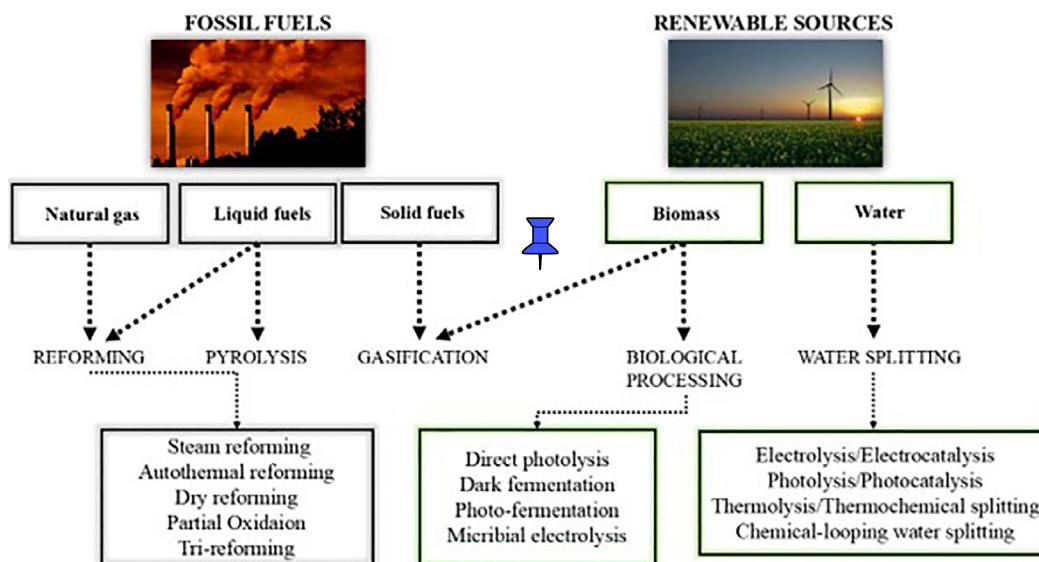 FOSSIL FUELS
RENEWABLE SOURCES
Natural gas
Liquid fuels
Solid fuels
Biomass
Water
REFORMING
PYROLYSIS
GASIFICATION
BIOLOGICAL
PROCESSING
WATER SPLITTING
Steam reforming
Autothermal reforming
Dry reforming
Partial Oxidaion
Tri-reforming
Direct photolysis
Dark fermentation
Photo-fermentation
Micribial electrolysis
Electrolysis/Electrocatalysis
Photolysis/Photocatalysis
Thermolysis/Thermochemical splitting
Chemical-looping water splitting